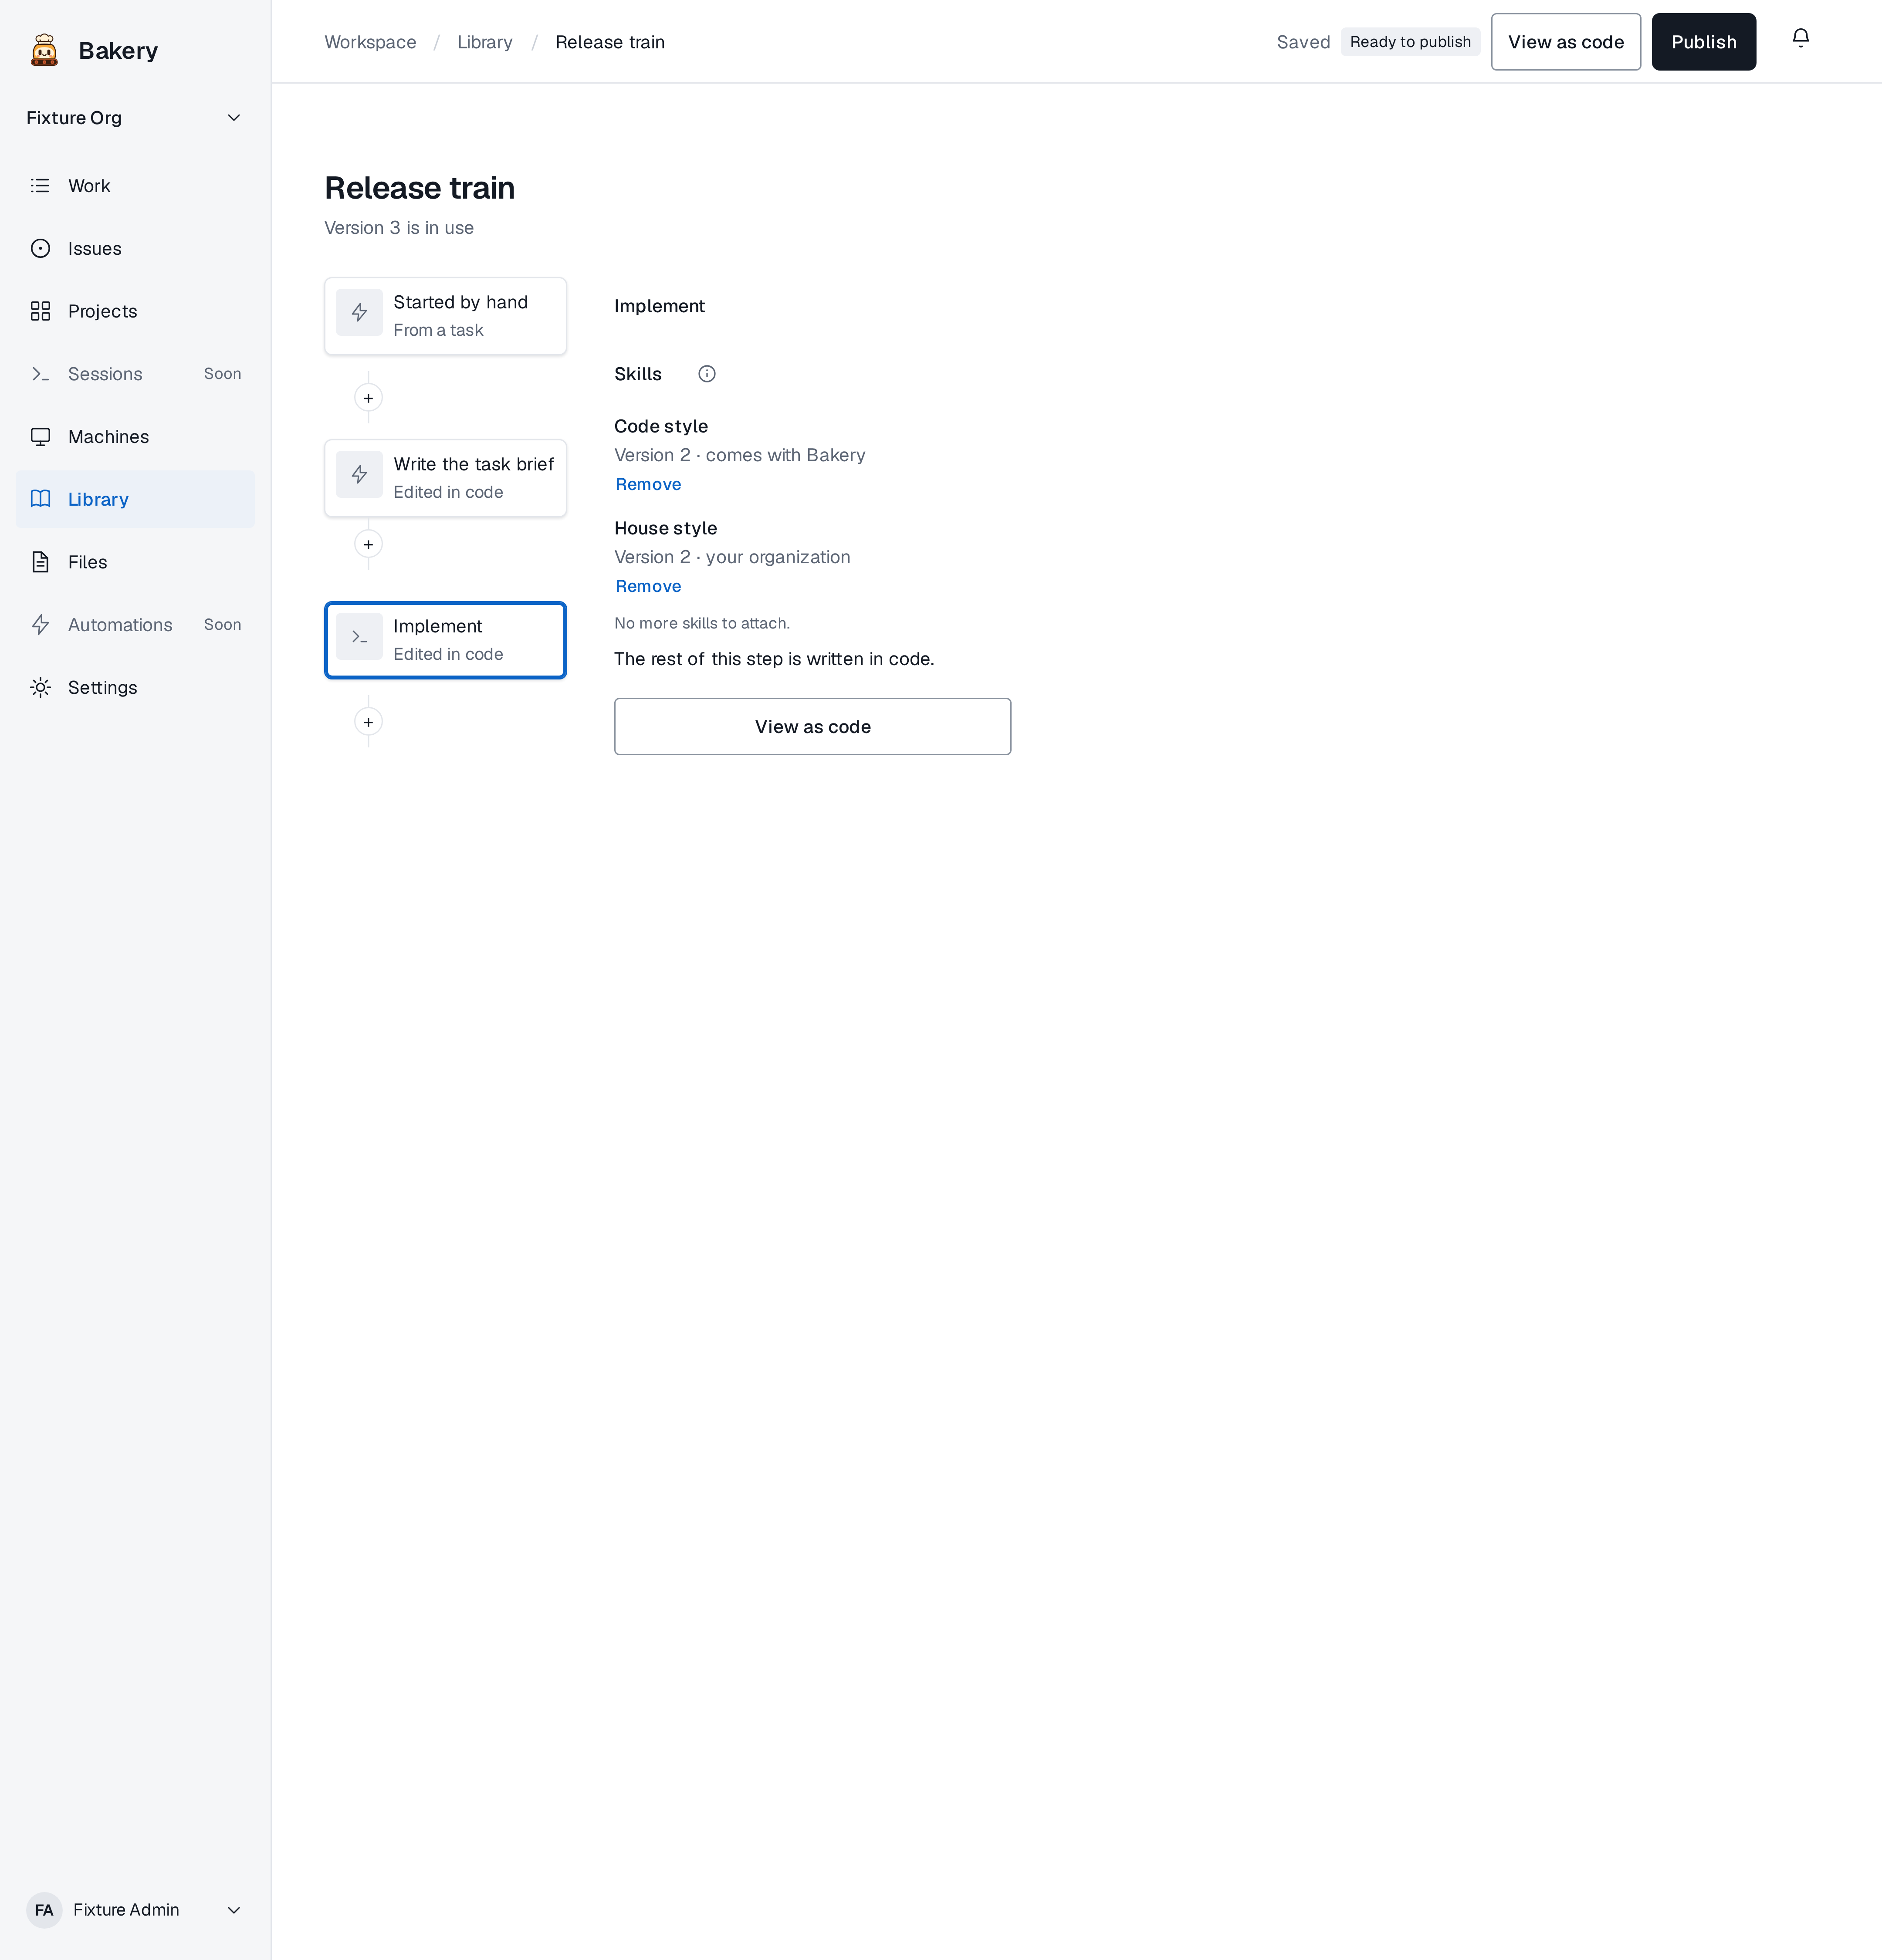 Bakery
Fixture Org
Work
Issues
Projects
Sessions Soon
Machines
Library
Files
Automations Soon
Settings
FA Fixture Admin
Workspace / Library / Release train
Saved Ready to publish View as code Publish
Release train
Version 3 is in use
Started by hand
From a task
+
Write the task brief
Edited in code
+
Implement
Edited in code
+
Implement
Skills
Code style
Version 2 · comes with Bakery
Remove
House style
Version 2 · your organization
Remove
No more skills to attach.
The rest of this step is written in code.
View as code